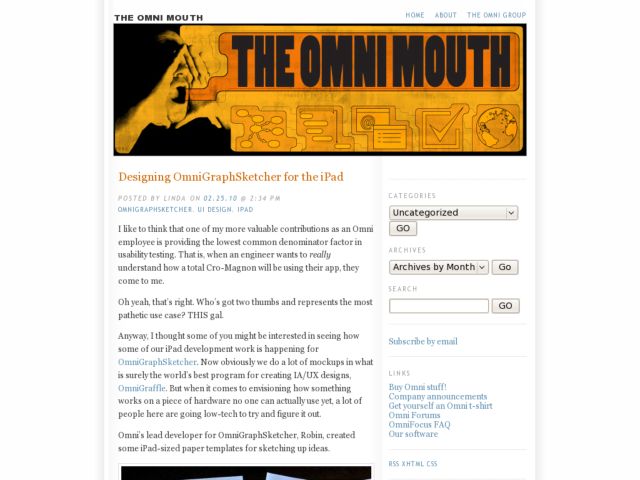 THE OMNI MOUTH
HOME ABOUT THE OMNI GROUP
THE OMNI MOUTH
Designing OmniGraphSketcher for the iPad
POSTED BY LINDA ON 02.25.10 @ 2:34 PM
OMNIGRAPHSKETCHER, UI DESIGN, IPAD
I like to think that one of my more valuable contributions as an Omni
employee is providing the lowest common denominator factor in
usability testing. That is, when an engineer wants to really
understand how a total Cro-Magnon will be using their app, they
come to me.
Oh yeah, that's right. Who's got two thumbs and represents the most
pathetic use case? THIS gal.
Anyway, I thought some of you might be interested in seeing how
some of our iPad development work is happening for
OmniGraphSketcher. Now obviously we do a lot of mockups in what
is surely the world's best program for creating IA/UX designs,
OmniGraffle. But when it comes to envisioning how something
works on a piece of hardware no one can actually use yet, a lot of
people here are going low-tech to try and figure it out.
Omni's lead developer for OmniGraphSketcher, Robin, created
some iPad-sized paper templates for sketching up ideas.
CATEGORIES
Uncategorized
GO
ARCHIVES
Archives by Month Go
SEARCH
GO
Subscribe by email
LINKS
Buy Omni stuff!
Company announcements
Get yourself an Omni t-shirt
Omni Forums
OmniFocus FAQ
Our software
RSS XHTML CSS